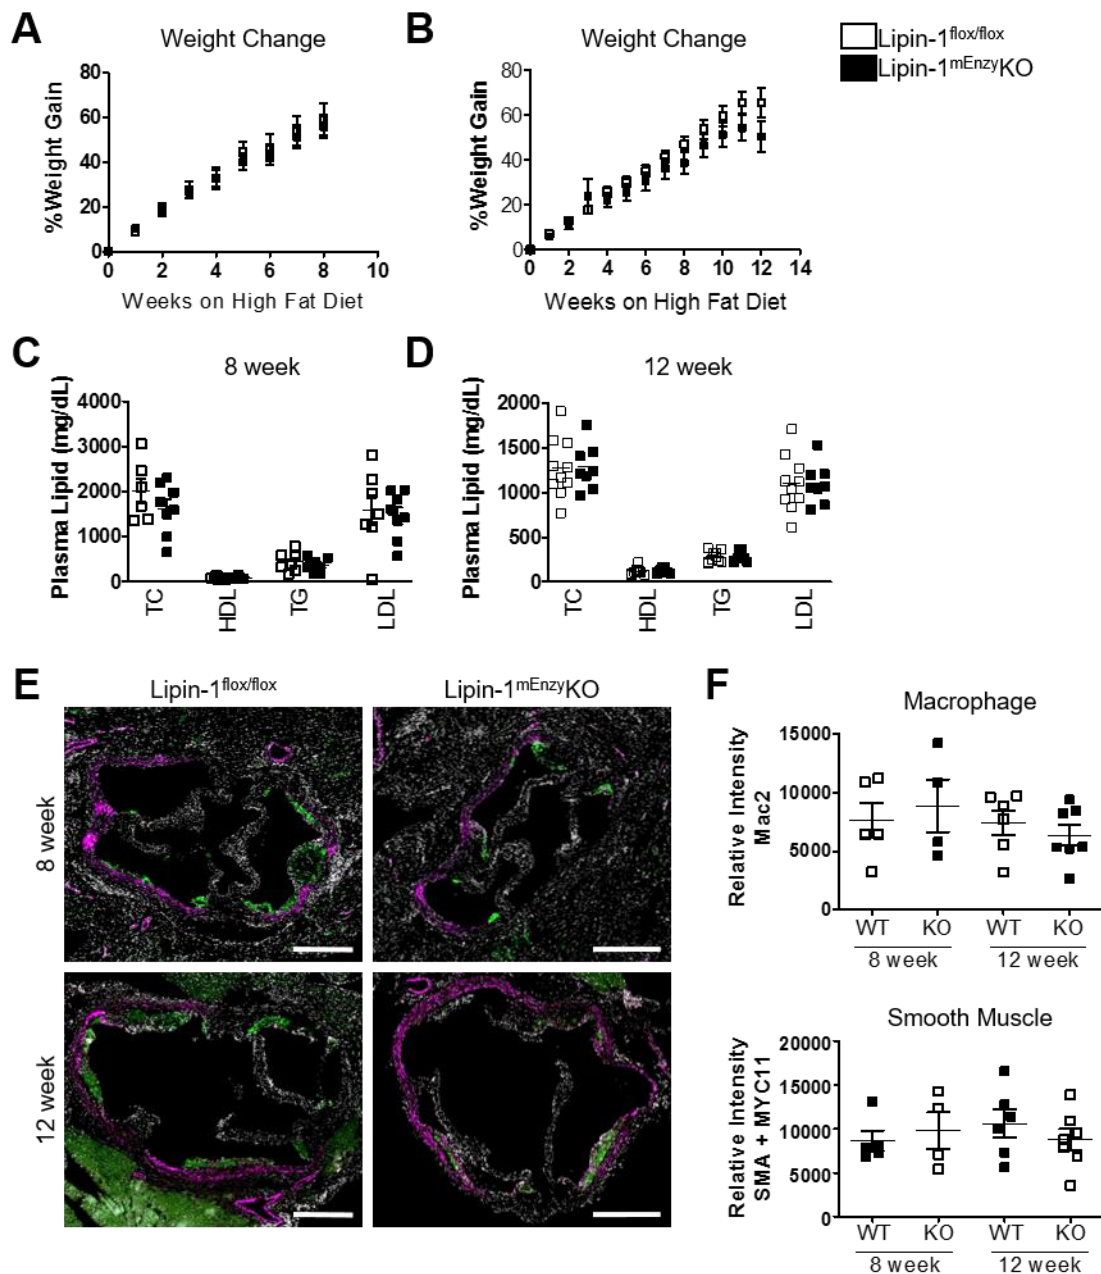 A
Weight Change
%Weight Gain
80
60
40
20
0
0 2 4 6 8 10
Weeks on High Fat Diet
B
Weight Change
%Weight Gain
80
60
40
20
0
0 2 4 6 8 10 12 14
Weeks on High Fat Diet
Lipin-1flox/flox
Lipin-1mEnzyKO
C
8 week
Plasma Lipid (mg/dL)
4000
3000
2000
1000
0
TC HDL TG LDL
D
12 week
Plasma Lipid (mg/dL)
2000
1500
1000
500
0
TC HDL TG LDL
E
Lipin-1flox/flox Lipin-1mEnzyKO
8 week
12 week
F
Macrophage
Relative Intensity
Mac2
15000
10000
5000
0
WT KO WT KO
8 week 12 week
Smooth Muscle
Relative Intensity
SMA + MYC11
20000
15000
10000
5000
0
WT KO WT KO
8 week 12 week